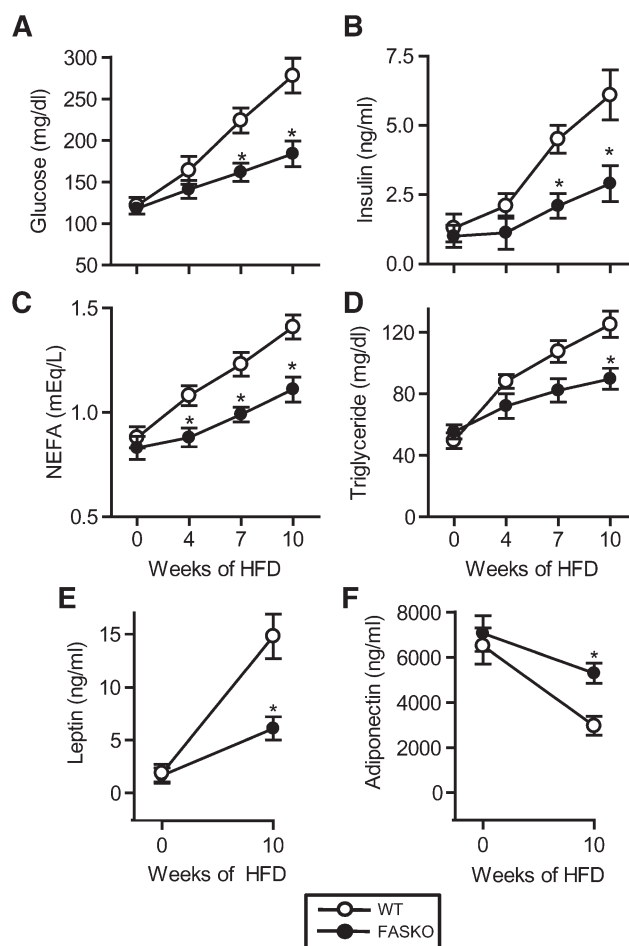 A
Glucose (mg/dl)
300
250
200
150
100
50
*
*
B
Insulin (ng/ml)
7.5
5.0
2.5
0.0
*
*
C
NEFA (mEq/L)
1.5
1.0
0.5
*
*
*
0 4 7 10
Weeks of HFD
D
Triglyceride (mg/dl)
120
80
40
0
*
0 4 7 10
Weeks of HFD
E
Leptin (ng/ml)
15
10
5
0
*
0 10
Weeks of HFD
F
Adiponectin (ng/ml)
8000
6000
4000
2000
0
*
0 10
Weeks of HFD
WT
FASKO